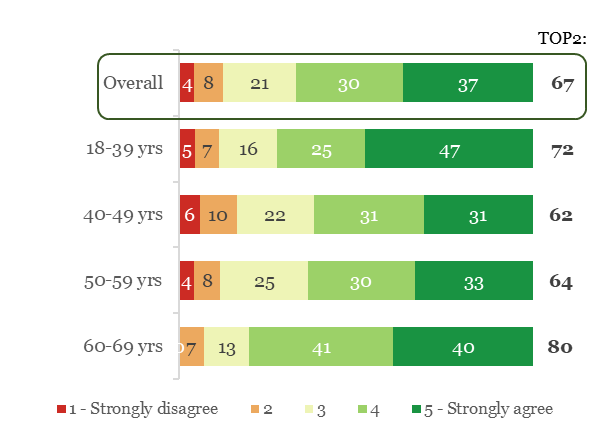 TOP2:
Overall 4 8 21 30 37 67
18-39 yrs 5 7 16 25 47 72
40-49 yrs 6 10 22 31 31 62
50-59 yrs 4 8 25 30 33 64
60-69 yrs 0 7 13 41 40 80
1 - Strongly disagree 2 3 4 5 - Strongly agree